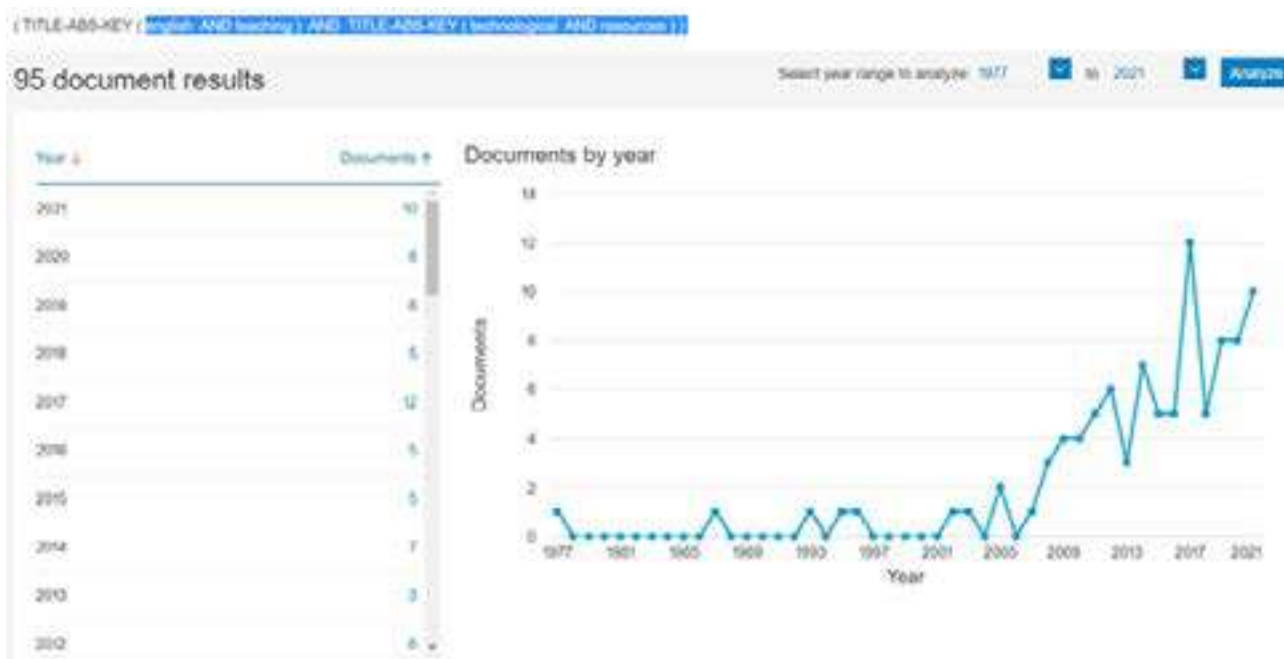 ( TITLE-ABS-KEY ( english AND teaching ) AND TITLE-ABS-KEY ( technological AND resources ) )
95 document results
Select year range to analyze: 1977 to 2021 Analyze
Year Documents
2021 10
2020 8
2019 8
2018 5
2017 12
2016 5
2015 5
2014 7
2013 3
2012 6
Documents by year
Documents
14
12
10
8
6
4
2
0
1977 1981 1985 1989 1993 1997 2001 2005 2009 2013 2017 2021
Year